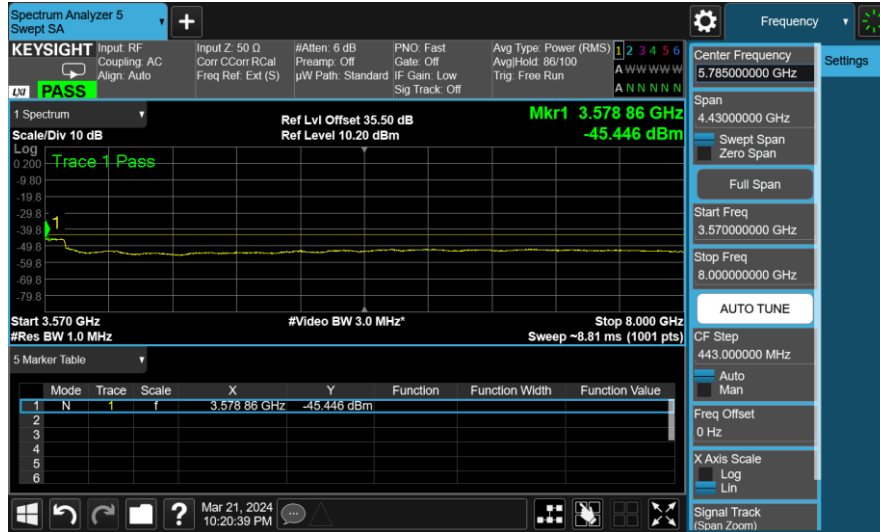 Spectrum Analyzer 5
Swept SA
Frequency
KEYSIGHT
Input: RF
Coupling: AC
Align: Auto
Input Z: 50 Ω
Corr CCorr RCal
Freq Ref: Ext (S)
#Atten: 6 dB
Preamp: Off
µW Path: Standard
PNO: Fast
Gate: Off
IF Gain: Low
Sig Track: Off
Avg Type: Power (RMS)
Avg|Hold: 86/100
Trig: Free Run
1 2 3 4 5 6
A W W W W W
A N N N N N
LXI PASS
1 Spectrum
Scale/Div 10 dB
Ref Lvl Offset 35.50 dB
Ref Level 10.20 dBm
Mkr1 3.578 86 GHz
-45.446 dBm
Log
Trace 1 Pass
0.200
-9.80
-19.8
-29.8
-39.8
-49.8
-59.8
-69.8
-79.8
1
Start 3.570 GHz
#Res BW 1.0 MHz
#Video BW 3.0 MHz*
Stop 8.000 GHz
Sweep ~8.81 ms (1001 pts)
5 Marker Table
Mode Trace Scale X Y Function Function Width Function Value
1 N 1 f 3.578 86 GHz -45.446 dBm
2
3
4
5
6
Mar 21, 2024
10:20:39 PM
Settings
Center Frequency
5.785000000 GHz
Span
4.43000000 GHz
Swept Span
Zero Span
Full Span
Start Freq
3.570000000 GHz
Stop Freq
8.000000000 GHz
AUTO TUNE
CF Step
443.000000 MHz
Auto
Man
Freq Offset
0 Hz
X Axis Scale
Log
Lin
Signal Track
(Span Zoom)